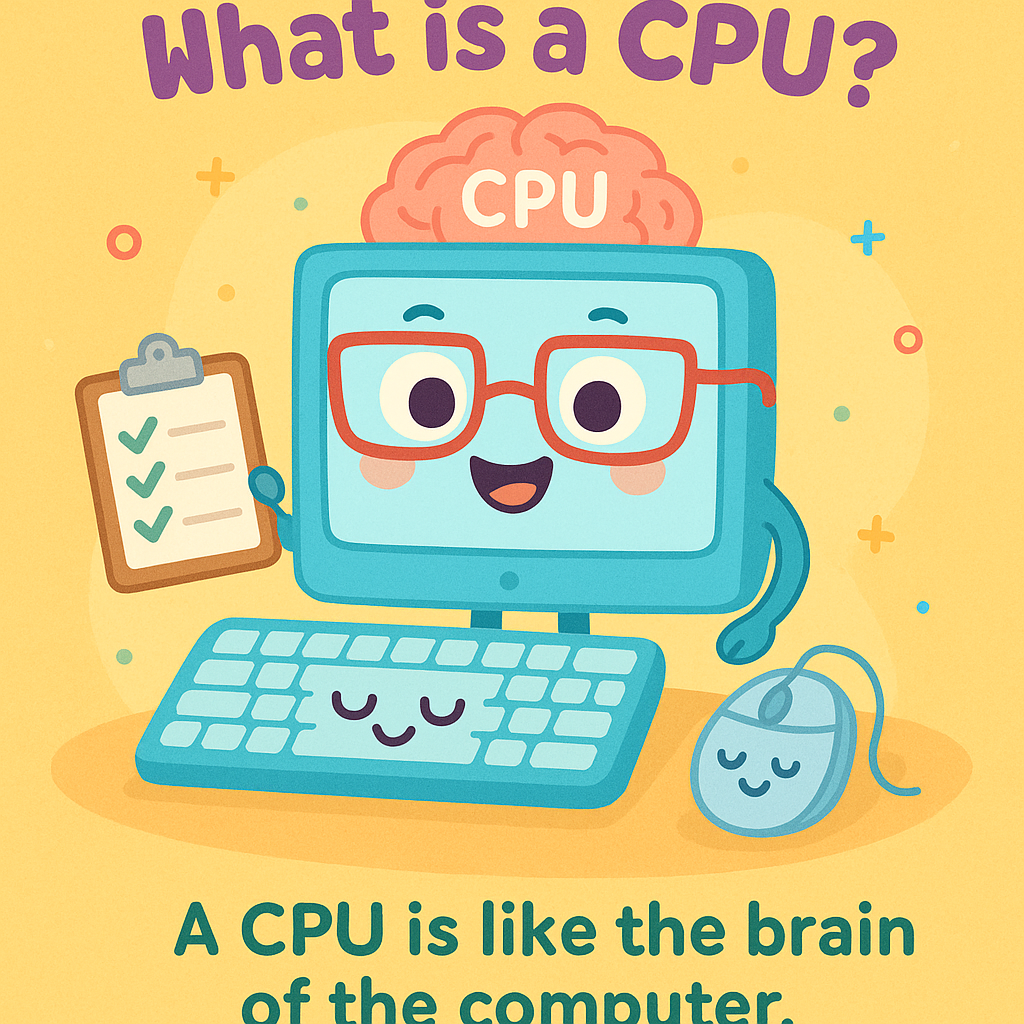 What is a CPU?
CPU
A CPU is like the brain
of the computer.